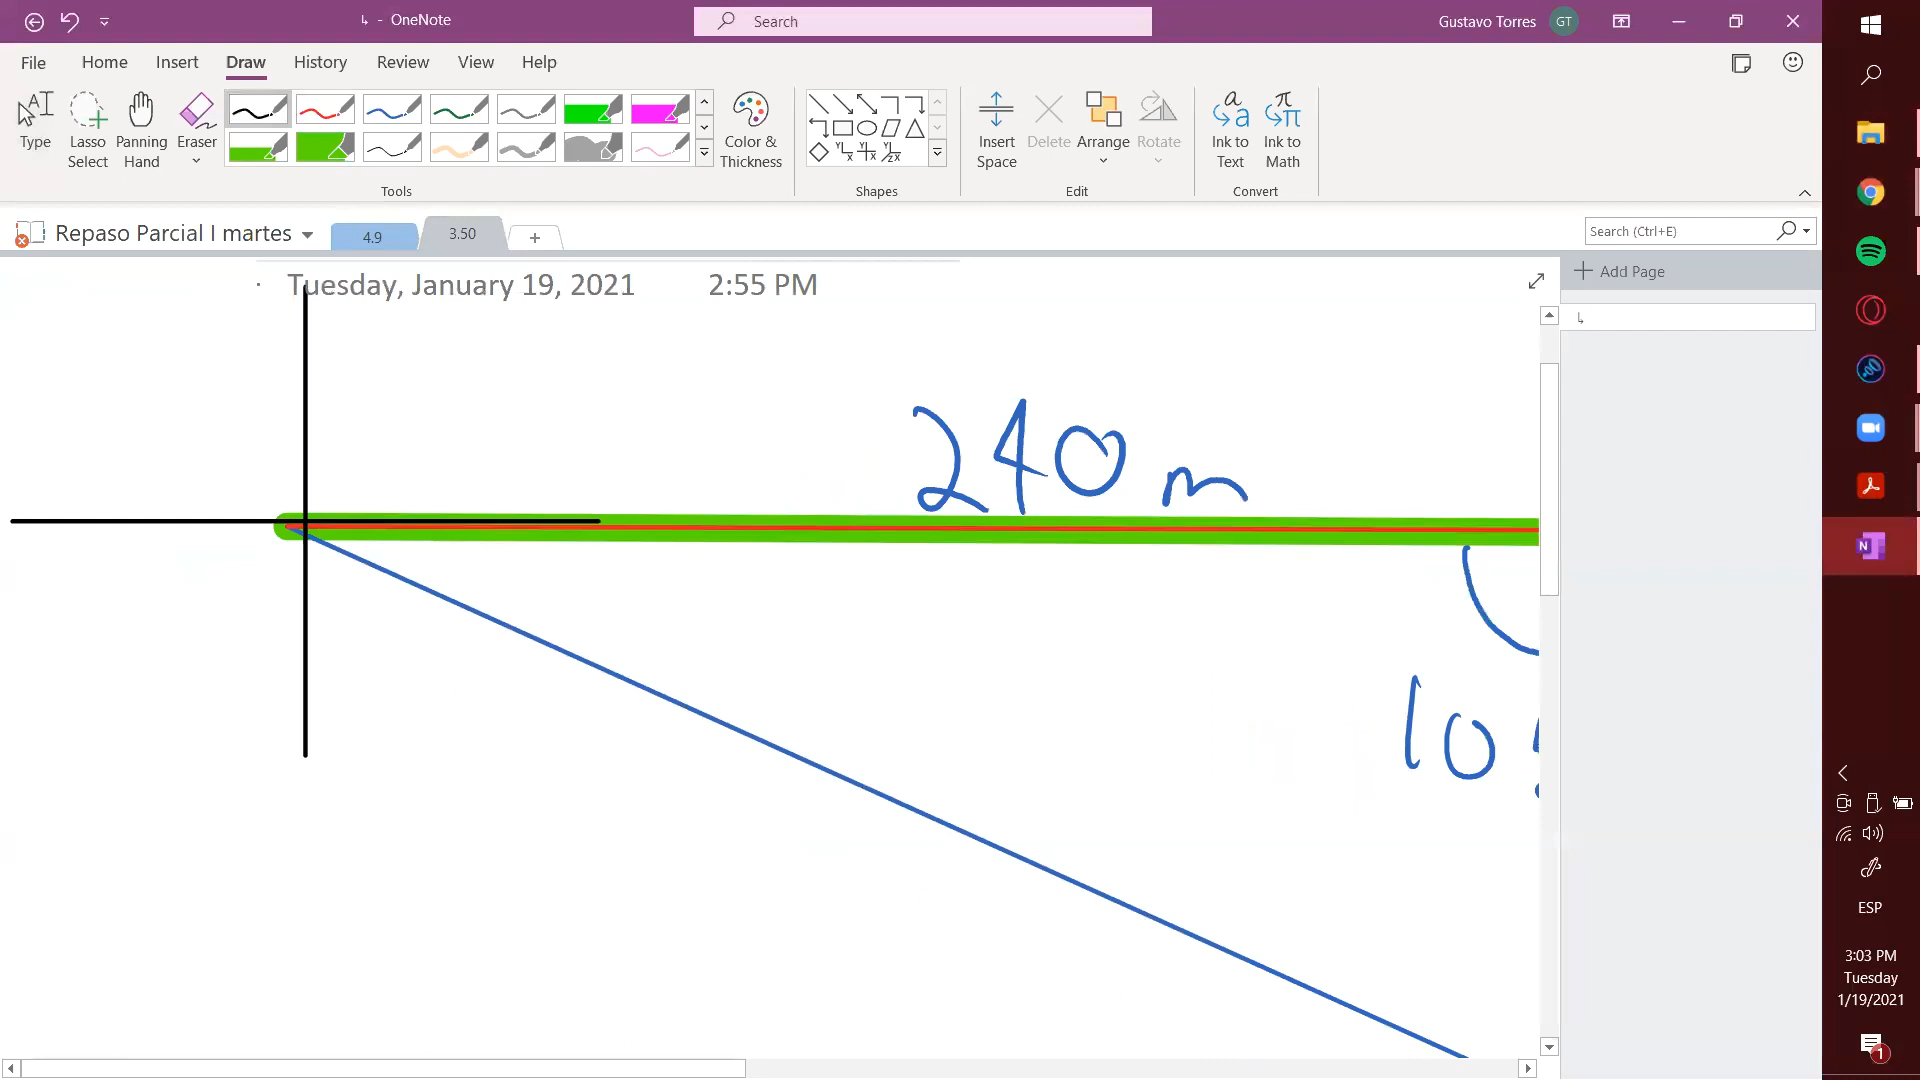 - OneNote
Search
Gustavo Torres
GT
File
Home
Insert
Draw
History
Review
View
Help
Type
Lasso Select
Panning Hand
Eraser
Color & Thickness
Insert Space
Delete
Arrange
Rotate
Ink to Text
Ink to Math
Tools
Shapes
Edit
Convert
Repaso Parcial I martes
4.9
3.50
Search (Ctrl+E)
Add Page
Tuesday, January 19, 2021
2:55 PM
240 m
10
ESP
3:03 PM
Tuesday
1/19/2021
1